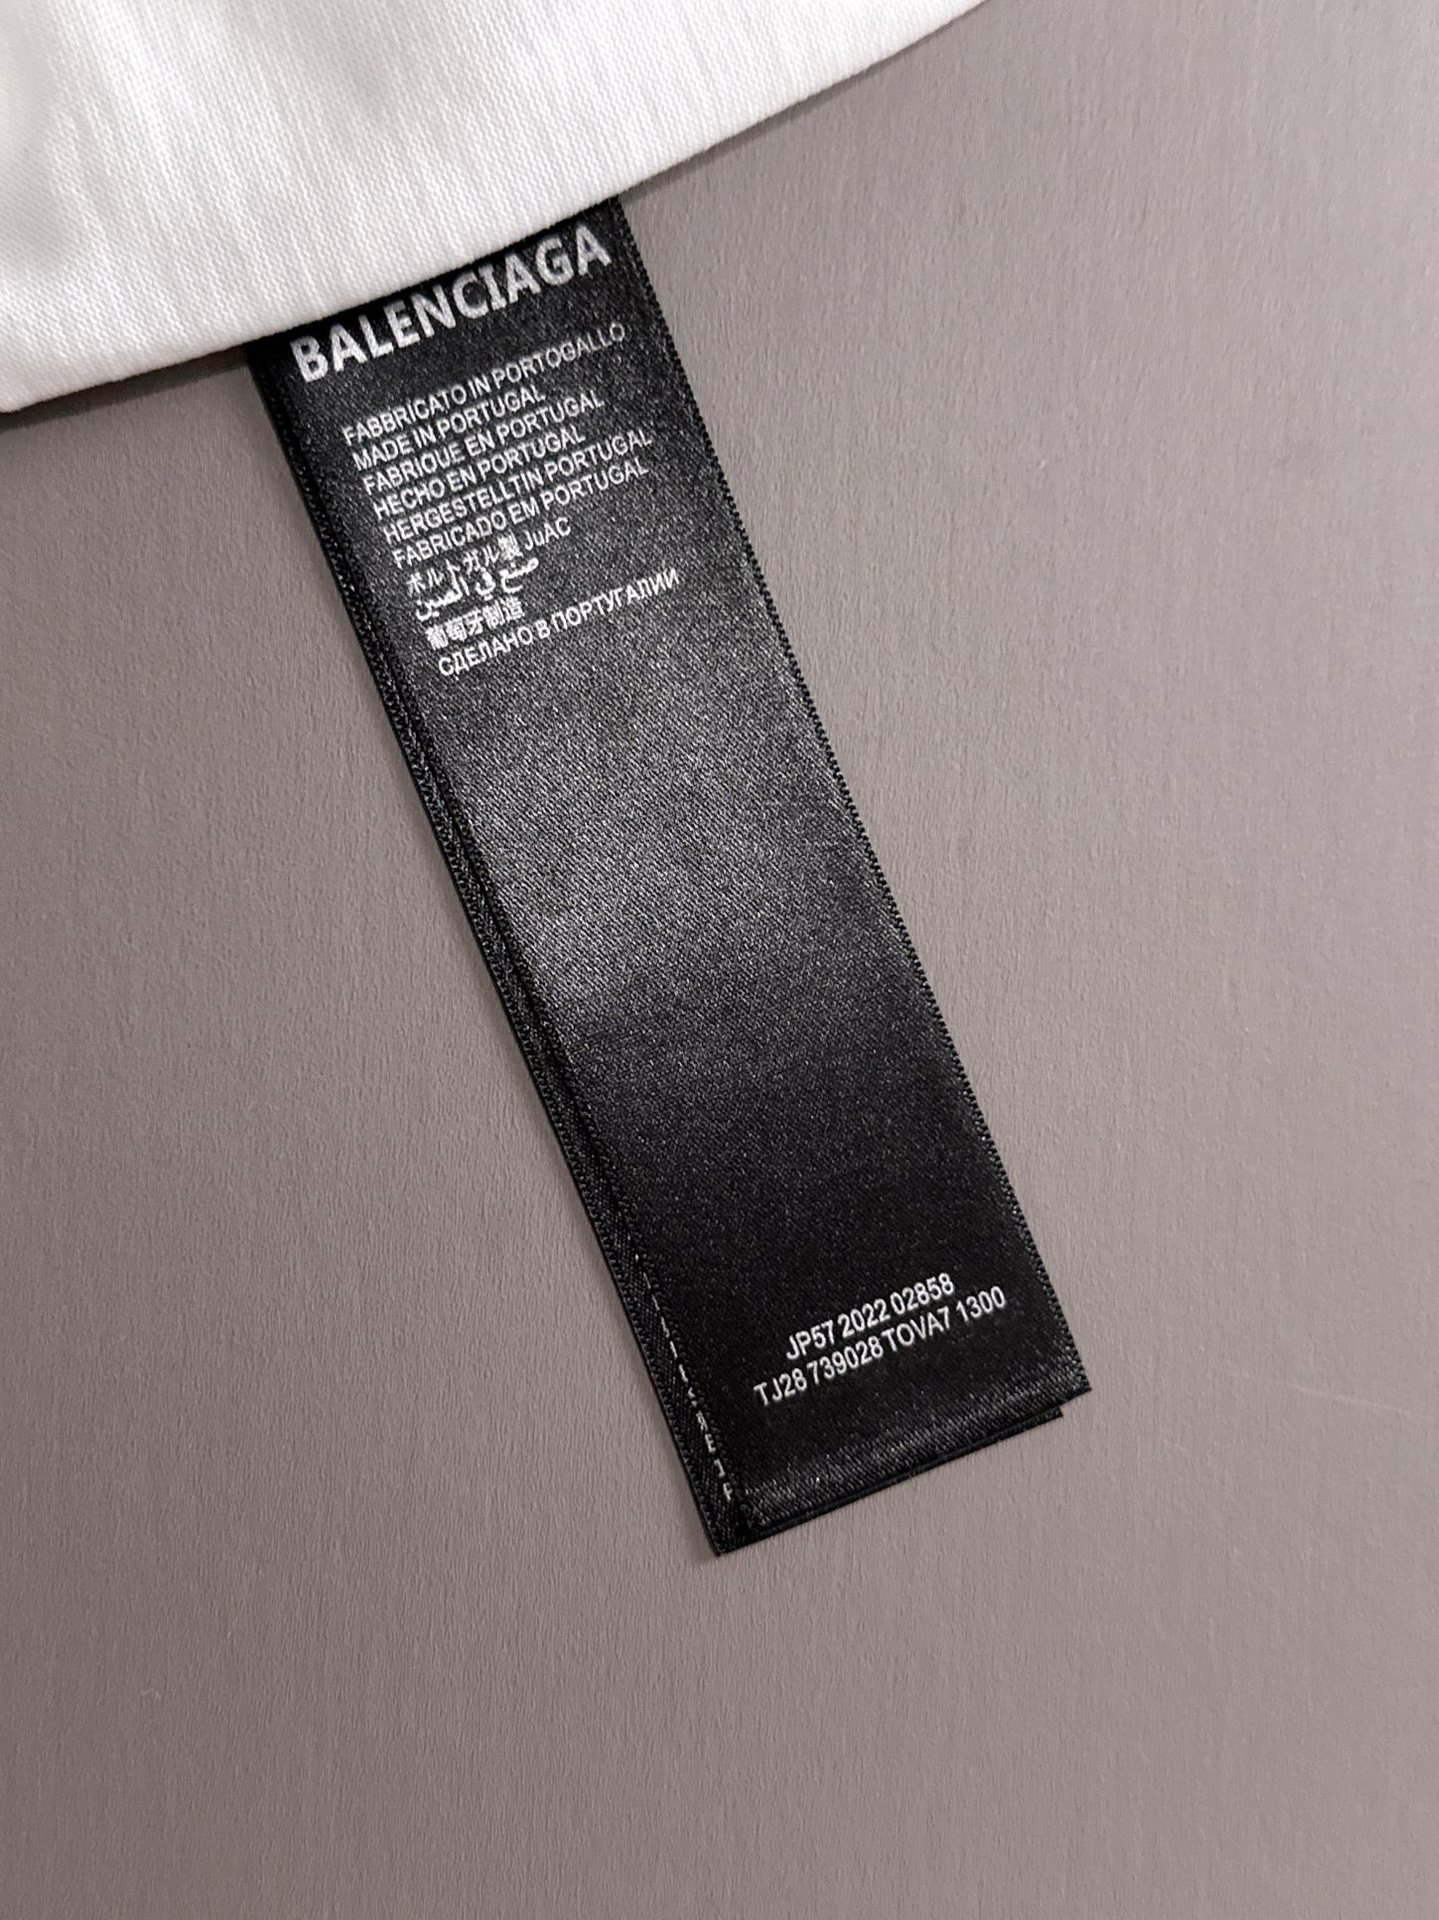 BALENCIAGA
FABBRICATO IN PORTOGALLO
MADE IN PORTUGAL
FABRIQUE EN PORTUGAL
HECHO EN PORTUGAL
HERGESTELLTIN PORTUGAL
FABRICADO EM PORTUGAL
ポルトガル製 JuAC
صنع في الصين
葡萄牙制造
СДЕЛАНО В ПОРТУГАЛИИ
JP57 2022 02858
TJ28 739028 TOVA7 1300